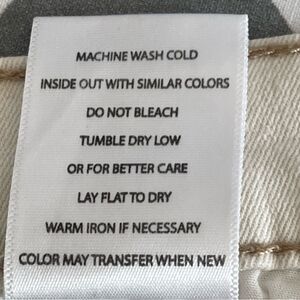 MACHINE WASH COLD
INSIDE OUT WITH SIMILAR COLORS
DO NOT BLEACH
TUMBLE DRY LOW
OR FOR BETTER CARE
LAY FLAT TO DRY
WARM IRON IF NECESSARY
COLOR MAY TRANSFER WHEN NEW